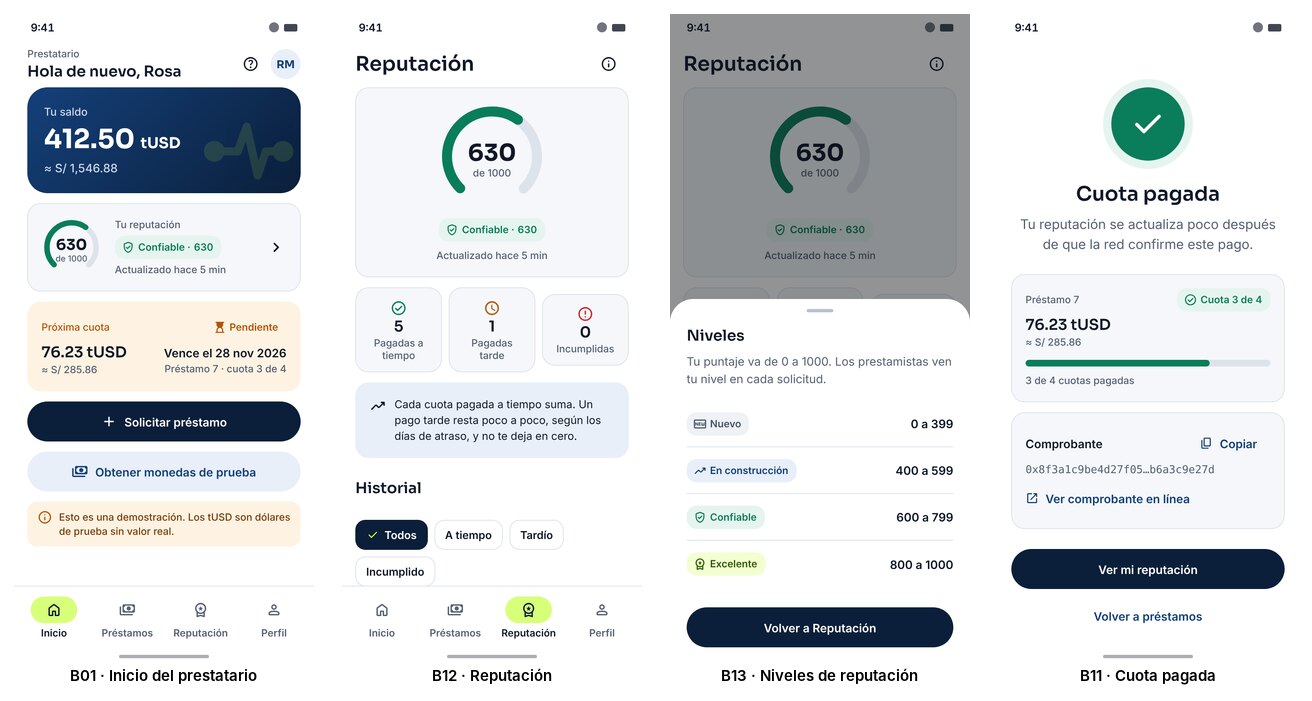 9:41
Prestatario
Hola de nuevo, Rosa
RM
Tu saldo
412.50 tUSD
≈ S/ 1,546.88
630
de 1000
Tu reputación
Confiable · 630
Actualizado hace 5 min
Próxima cuota
Pendiente
76.23 tUSD
Vence el 28 nov 2026
≈ S/ 285.86
Préstamo 7 · cuota 3 de 4
Solicitar préstamo
Obtener monedas de prueba
Esto es una demostración. Los tUSD son dólares
de prueba sin valor real.
Inicio
Préstamos
Reputación
Perfil
B01 · Inicio del prestatario
9:41
Reputación
630
de 1000
Confiable · 630
Actualizado hace 5 min
5
Pagadas a
tiempo
1
Pagadas
tarde
0
Incumplidas
Cada cuota pagada a tiempo suma. Un
pago tarde resta poco a poco, según los
días de atraso, y no te deja en cero.
Historial
Todos
A tiempo
Tardío
Incumplido
Inicio
Préstamos
Reputación
Perfil
B12 · Reputación
9:41
Reputación
630
de 1000
Confiable · 630
Actualizado hace 5 min
Niveles
Tu puntaje va de 0 a 1000. Los prestamistas ven
tu nivel en cada solicitud.
Nuevo
0 a 399
En construcción
400 a 599
Confiable
600 a 799
Excelente
800 a 1000
Volver a Reputación
B13 · Niveles de reputación
9:41
Cuota pagada
Tu reputación se actualiza poco después
de que la red confirme este pago.
Préstamo 7
Cuota 3 de 4
76.23 tUSD
≈ S/ 285.86
3 de 4 cuotas pagadas
Comprobante
Copiar
0x8f3a1c9be4d27f05…b6a3c9e27d
Ver comprobante en línea
Ver mi reputación
Volver a préstamos
B11 · Cuota pagada